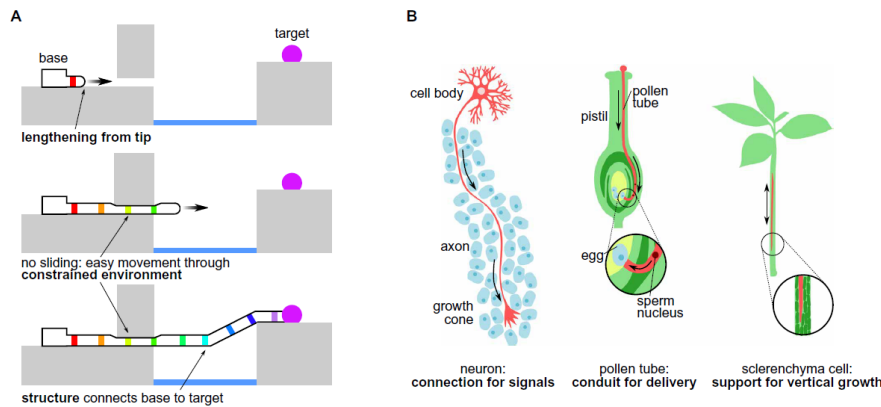 A
base
target
lengthening from tip
no sliding: easy movement through
constrained environment
structure connects base to target
B
cell body
axon
growth
cone
neuron:
connection for signals
pollen
tube
pistil
egg
sperm
nucleus
pollen tube:
conduit for delivery
sclerenchyma cell:
support for vertical growth